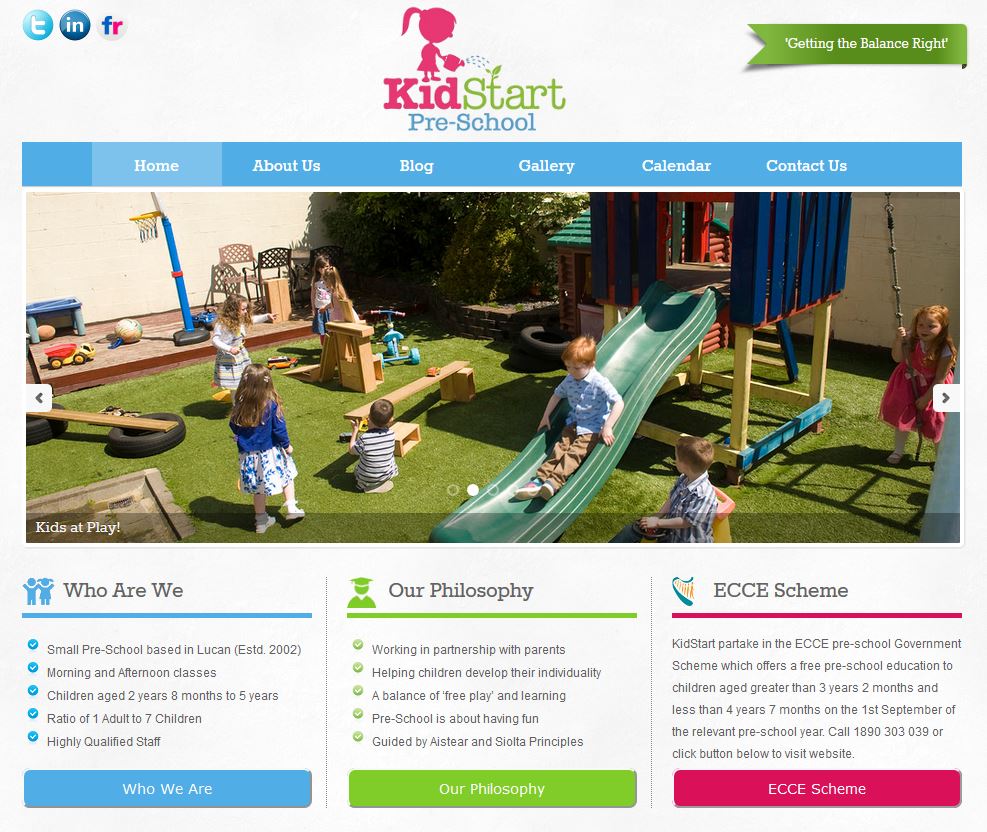 t in fr
KidStart
Pre-School
'Getting the Balance Right'
Home About Us Blog Gallery Calendar Contact Us
Kids at Play!
Who Are We
Small Pre-School based in Lucan (Estd. 2002)
Morning and Afternoon classes
Children aged 2 years 8 months to 5 years
Ratio of 1 Adult to 7 Children
Highly Qualified Staff
Who We Are
Our Philosophy
Working in partnership with parents
Helping children develop their individuality
A balance of 'free play' and learning
Pre-School is about having fun
Guided by Aistear and Siolta Principles
Our Philosophy
ECCE Scheme
KidStart partake in the ECCE pre-school Government
Scheme which offers a free pre-school education to
children aged greater than 3 years 2 months and
less than 4 years 7 months on the 1st September of
the relevant pre-school year. Call 1890 303 039 or
click button below to visit website.
ECCE Scheme